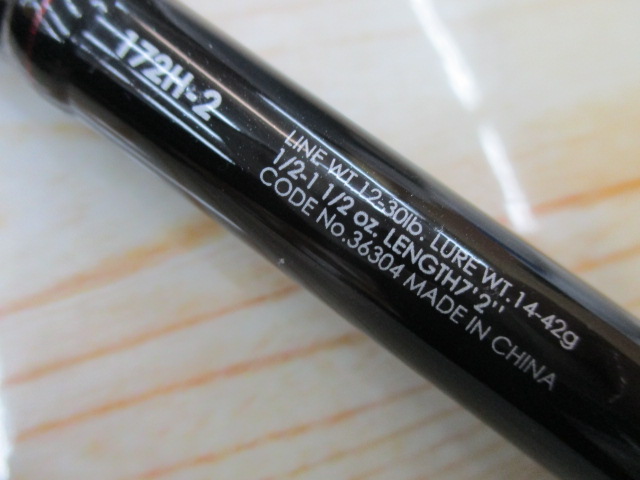 172H-2
LINE WT.12-30lb. LURE WT.14-42g
1/2-1 1/2 oz. LENGTH7'2"
CODE No.36304 MADE IN CHINA